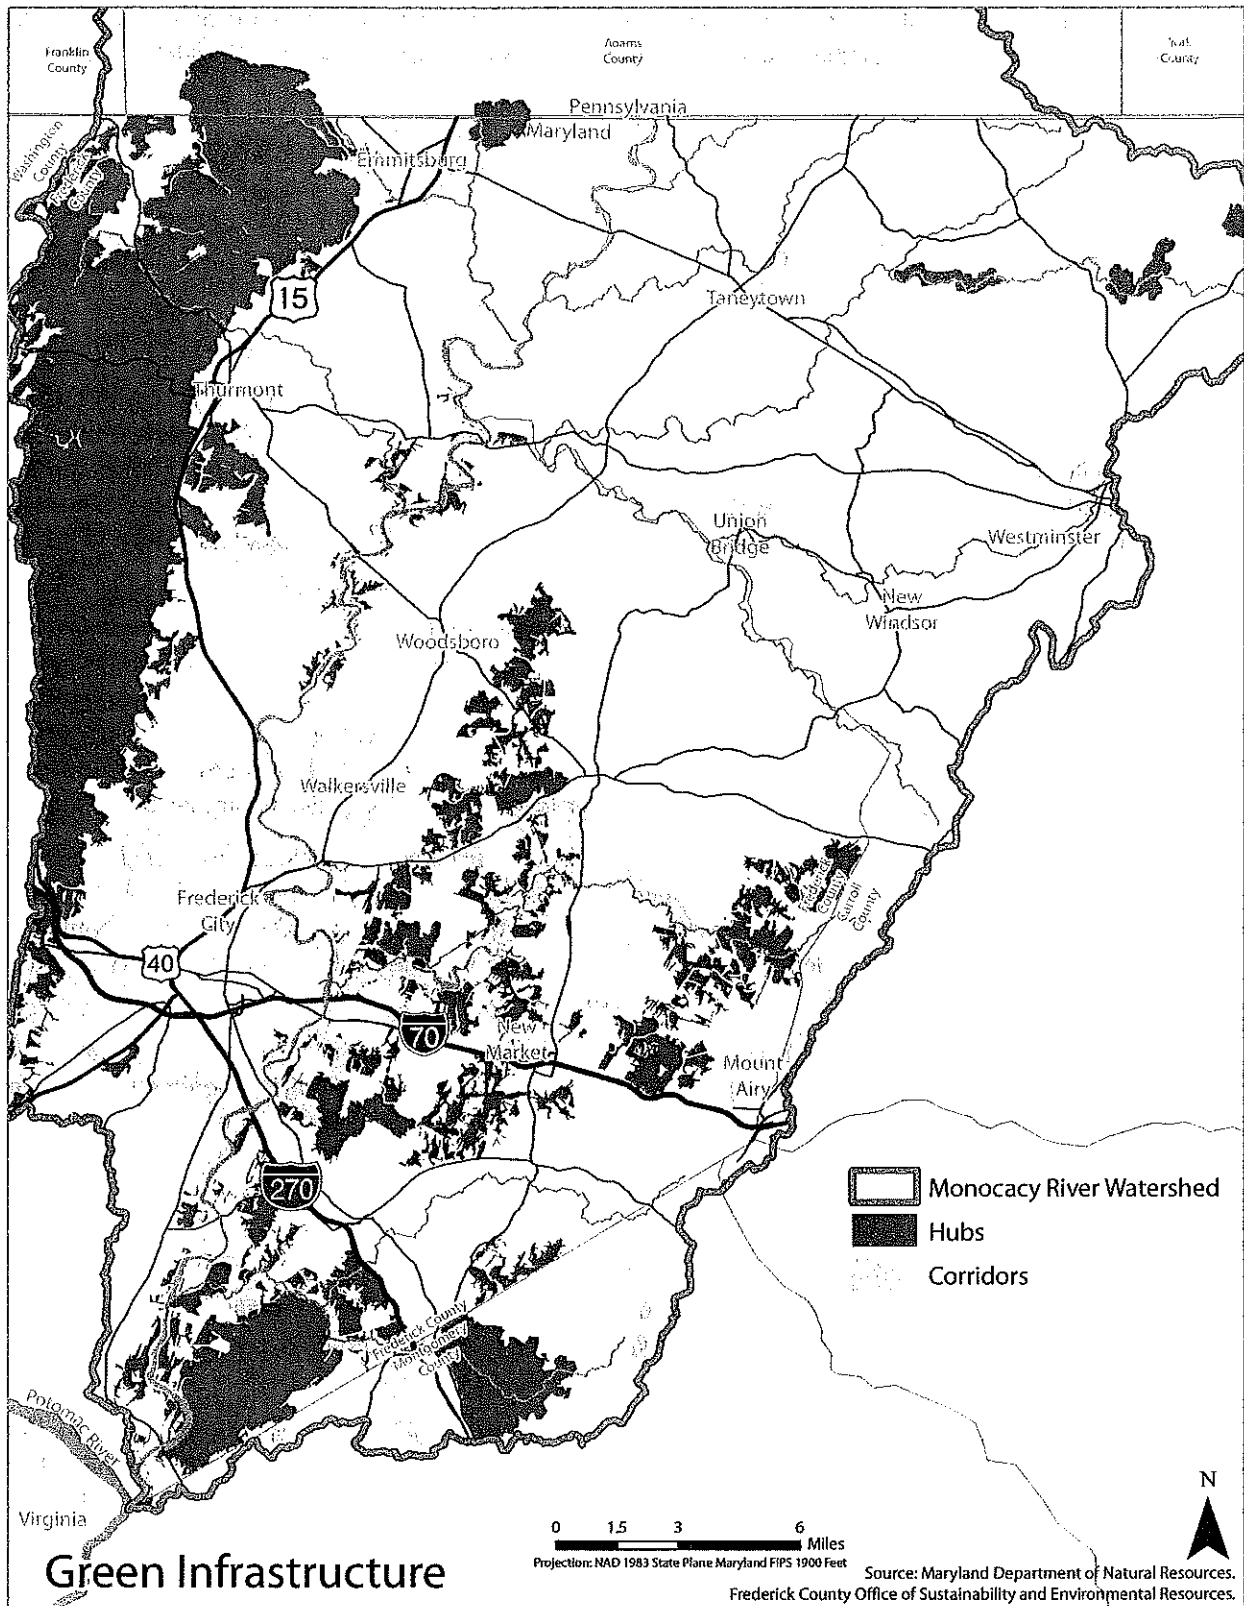 Franklin
County
Adams
County
York
County
Pennsylvania
Maryland
Washington
County
Frederick
County
Emmitsburg
15
Taneytown
Thurmont
Union
Bridge
Westminster
New
Windsor
Woodsboro
Walkersville
Frederick
City
Frederick
County
Carroll
County
40
70
New
Market
Mount
Airy
270
Monocacy River Watershed
Hubs
Corridors
Frederick County
Montgomery
County
Potomac River
Virginia
N
0 1.5 3 6
Miles
Projection: NAD 1983 State Plane Maryland FIPS 1900 Feet
Green Infrastructure
Source: Maryland Department of Natural Resources.
Frederick County Office of Sustainability and Environmental Resources.